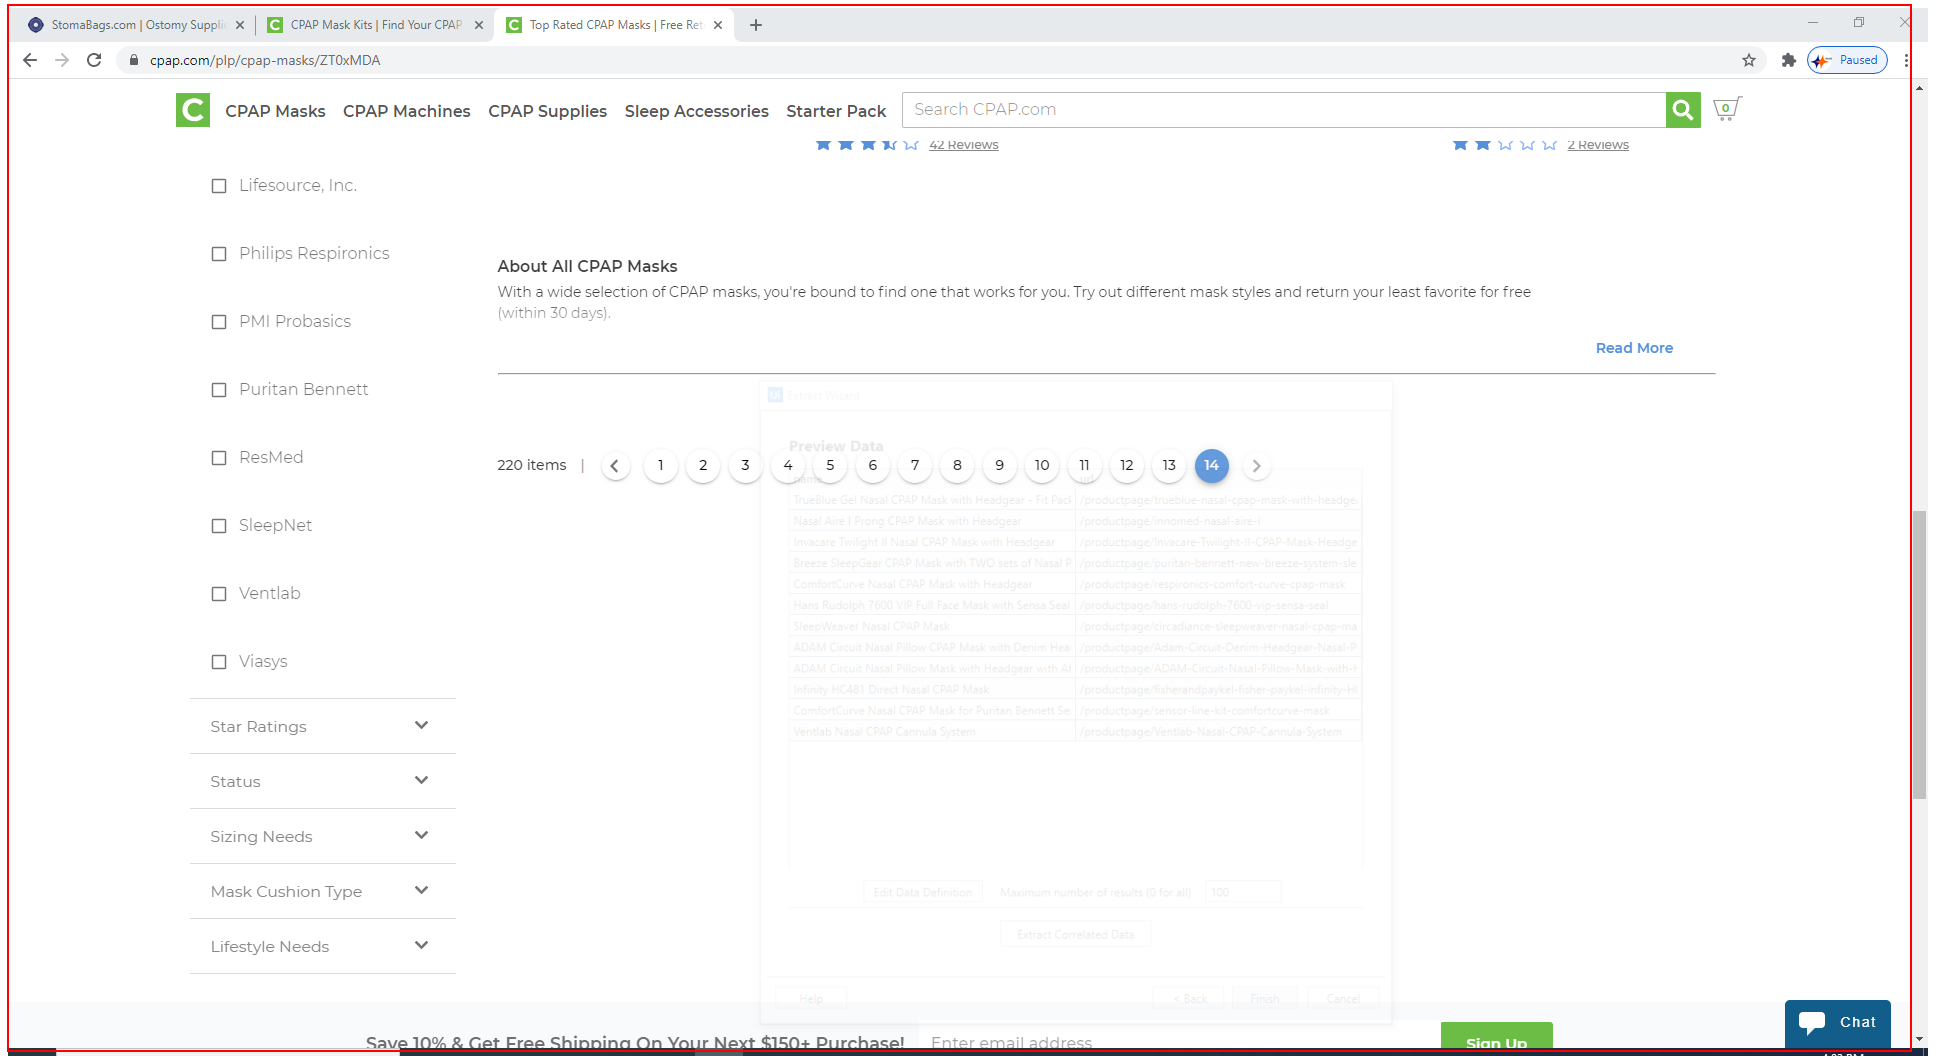 StomaBags.com | Ostomy Suppli
CPAP Mask Kits | Find Your CPAP
Top Rated CPAP Masks | Free Ret
cpap.com/plp/cpap-masks/ZT0xMDA
Paused
C
CPAP Masks
CPAP Machines
CPAP Supplies
Sleep Accessories
Starter Pack
Search CPAP.com
0
42 Reviews
2 Reviews
Lifesource, Inc.
Philips Respironics
PMI Probasics
Puritan Bennett
ResMed
SleepNet
Ventlab
Viasys
Star Ratings
Status
Sizing Needs
Mask Cushion Type
Lifestyle Needs
About All CPAP Masks
With a wide selection of CPAP masks, you're bound to find one that works for you. Try out different mask styles and return your least favorite for free
(within 30 days).
Read More
220 items | 1 2 3 4 5 6 7 8 9 10 11 12 13 14
Extract Wizard
Preview Data
name url
TrueBlue Gel Nasal CPAP Mask with Headgear - Fit Pack /productpage/trueblue-nasal-cpap-mask-with-headge
Nasal Aire I Prong CPAP Mask with Headgear /productpage/innomed-nasal-aire-i
Invacare Twilight II Nasal CPAP Mask with Headgear /productpage/Invacare-Twilight-II-CPAP-Mask-Headge
Breeze SleepGear CPAP Mask with TWO sets of Nasal P /productpage/puritan-bennett-new-breeze-system-sle
ComfortCurve Nasal CPAP Mask with Headgear /productpage/respironics-comfort-curve-cpap-mask
Hans Rudolph 7600 VIP Full Face Mask with Sensa Seal /productpage/hans-rudolph-7600-vip-sensa-seal
SleepWeaver Nasal CPAP Mask /productpage/circadiance-sleepweaver-nasal-cpap-ma
ADAM Circuit Nasal Pillow CPAP Mask with Denim Hea /productpage/Adam-Circuit-Denim-Headgear-Nasal-P
ADAM Circuit Nasal Pillow Mask with Headgear with Al /productpage/ADAM-Circuit-Nasal-Pillow-Mask-with-H
Infinity HC481 Direct Nasal CPAP Mask /productpage/fisherandpaykel-fisher-paykel-infinity-H
ComfortCurve Nasal CPAP Mask for Puritan Bennett Se /productpage/sensor-line-kit-comfortcurve-mask
Ventlab Nasal CPAP Cannula System /productpage/Ventlab-Nasal-CPAP-Cannula-System
Edit Data Definition Maximum number of results (0 for all) 100
Extract Correlated Data
Help < Back Finish Cancel
Save 10% & Get Free Shipping On Your Next $150+ Purchase!
Enter email address
Sign Up
Chat